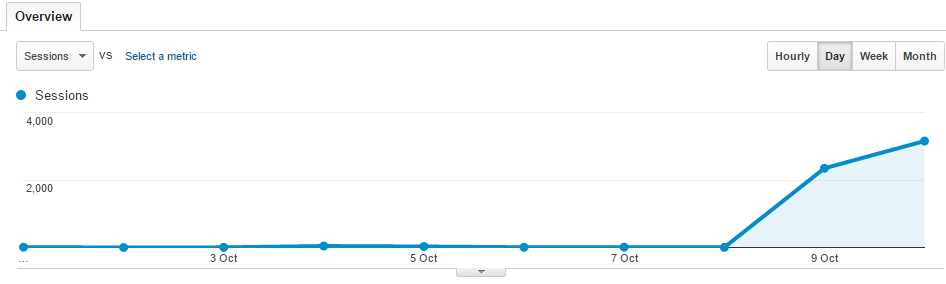 Overview
Sessions VS Select a metric Hourly Day Week Month
Sessions
4,000
2,000
... 3 Oct 5 Oct 7 Oct 9 Oct